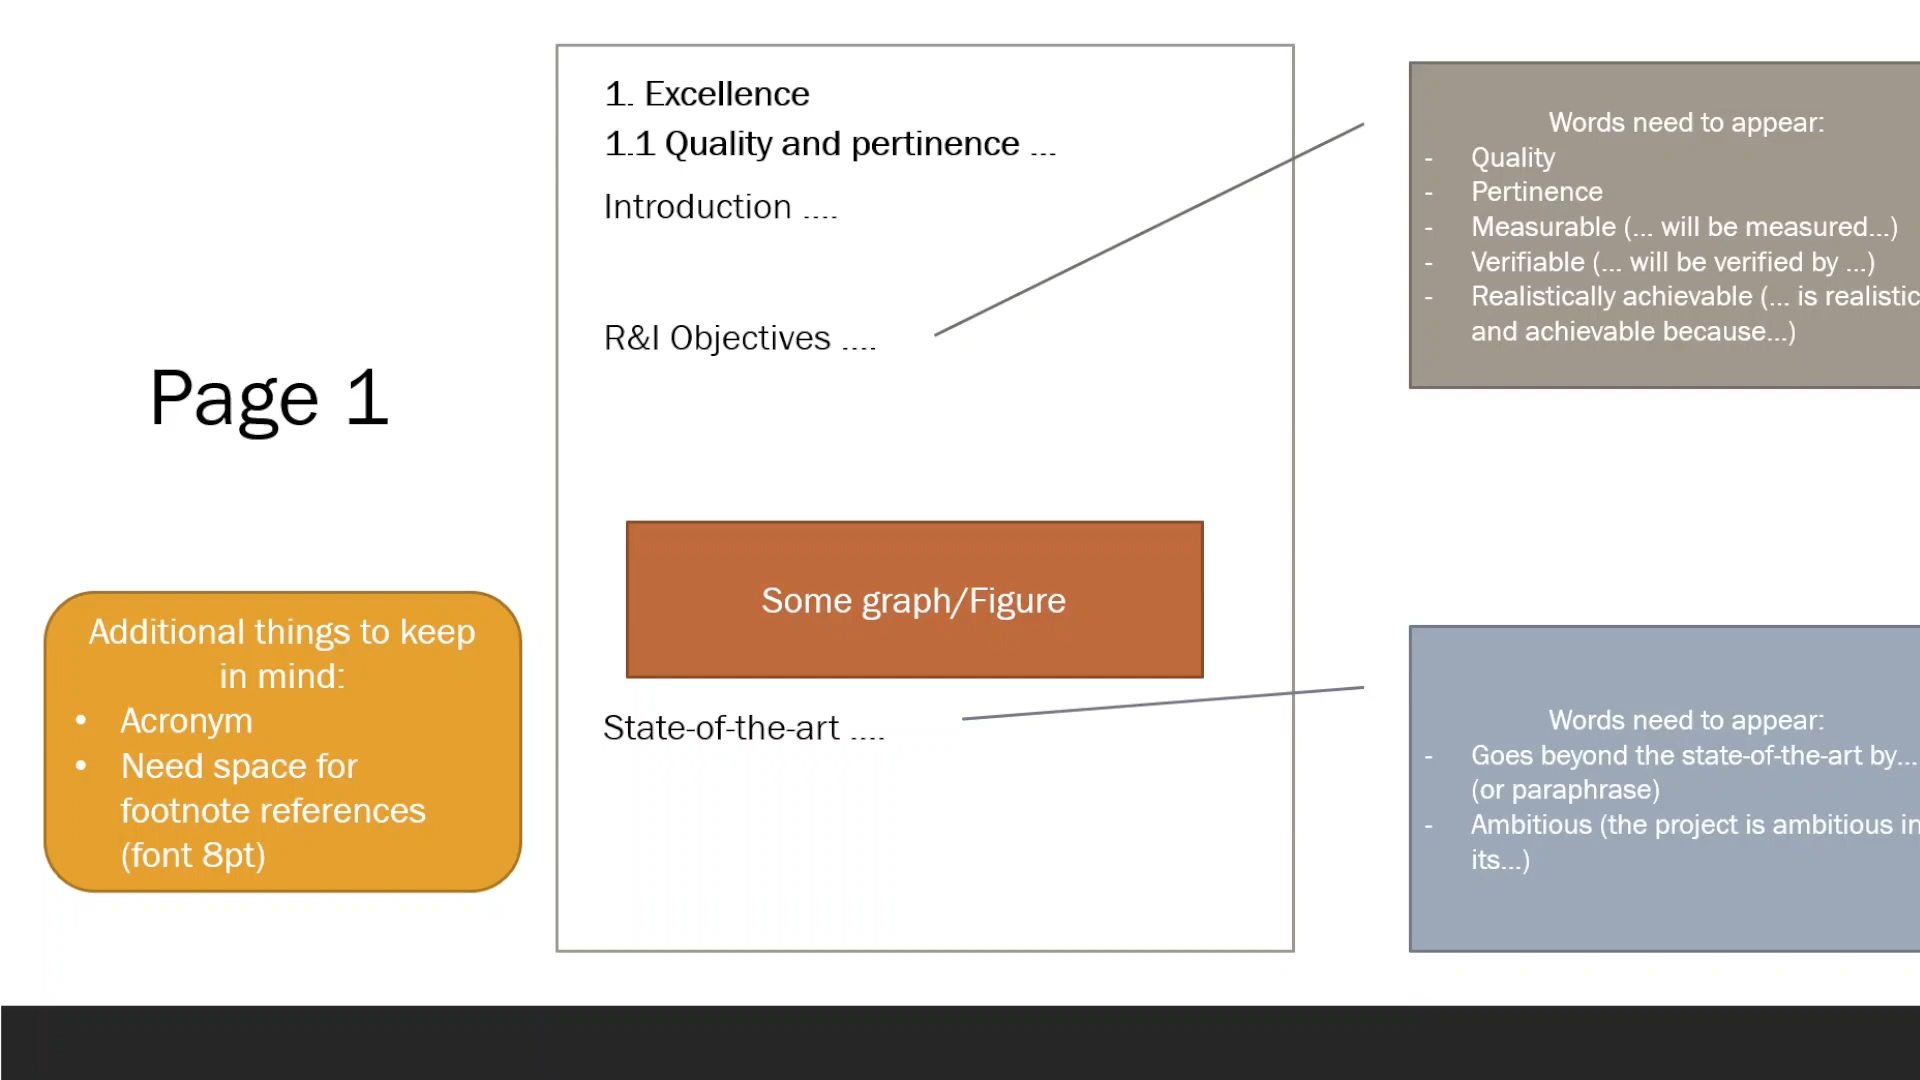 Page 1
Additional things to keep
in mind:
• Acronym
• Need space for
footnote references
(font 8pt)
1. Excellence
1.1 Quality and pertinence ...
Introduction ....
R&I Objectives ....
Some graph/Figure
State-of-the-art ....
Words need to appear:
- Quality
- Pertinence
- Measurable (... will be measured...)
- Verifiable (... will be verified by ...)
- Realistically achievable (... is realistic
and achievable because...)
Words need to appear:
- Goes beyond the state-of-the-art by...
(or paraphrase)
- Ambitious (the project is ambitious in
its...)